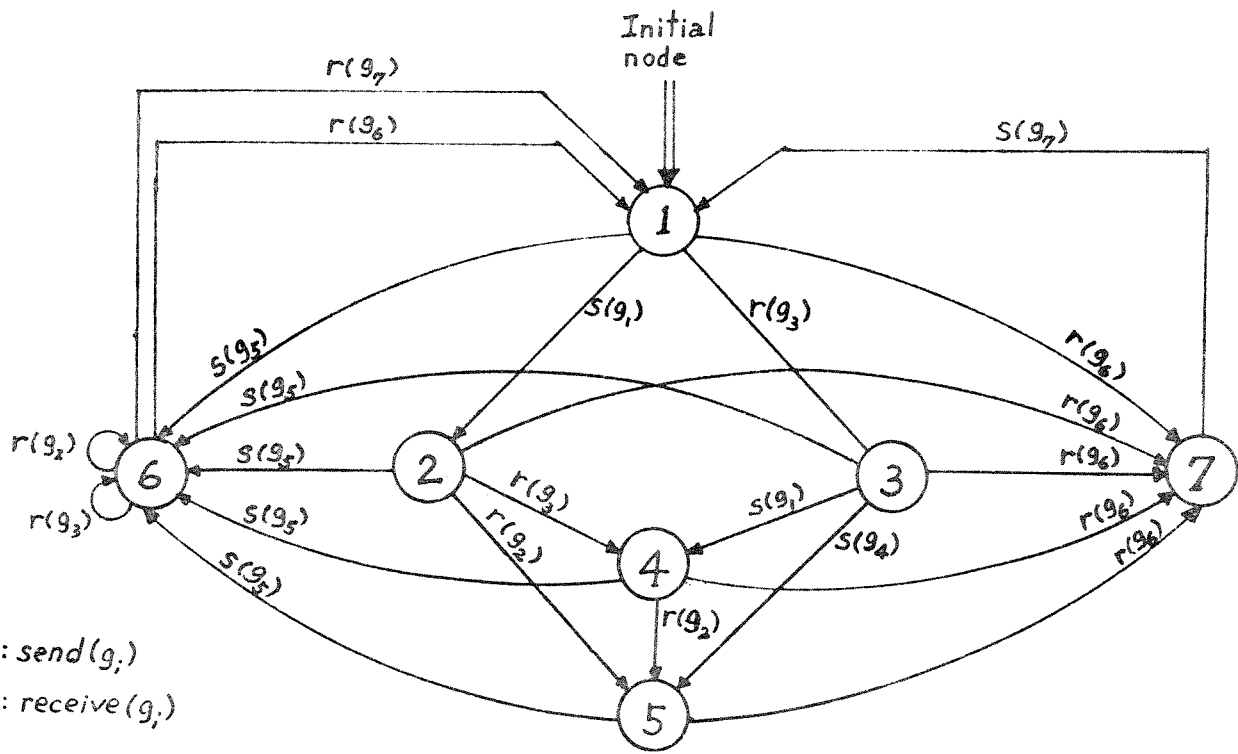 Initial
node
r(g₇)
r(g₆)
s(g₇)
1
s(g₁)
r(g₃)
s(g₅)
r(g₆)
s(g₅)
r(g₆)
r(g₂)
s(g₅)
r(g₆)
6
2
3
7
r(g₃)
r(g₃)
s(g₁)
s(g₅)
r(g₂)
s(g₄)
r(g₆)
r(g₆)
4
s(g₅)
r(g₂)
5
: send(gᵢ)
: receive(gᵢ)